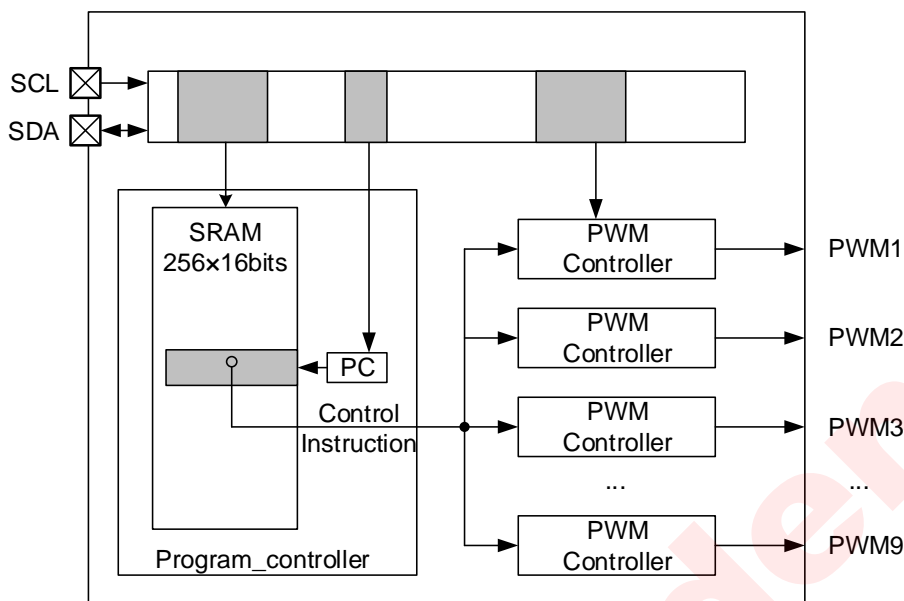 SCL
SDA
SRAM
256×16bits
PC
Control
Instruction
Program_controller
PWM
Controller
PWM1
PWM
Controller
PWM2
PWM
Controller
PWM3
...
...
PWM
Controller
PWM9